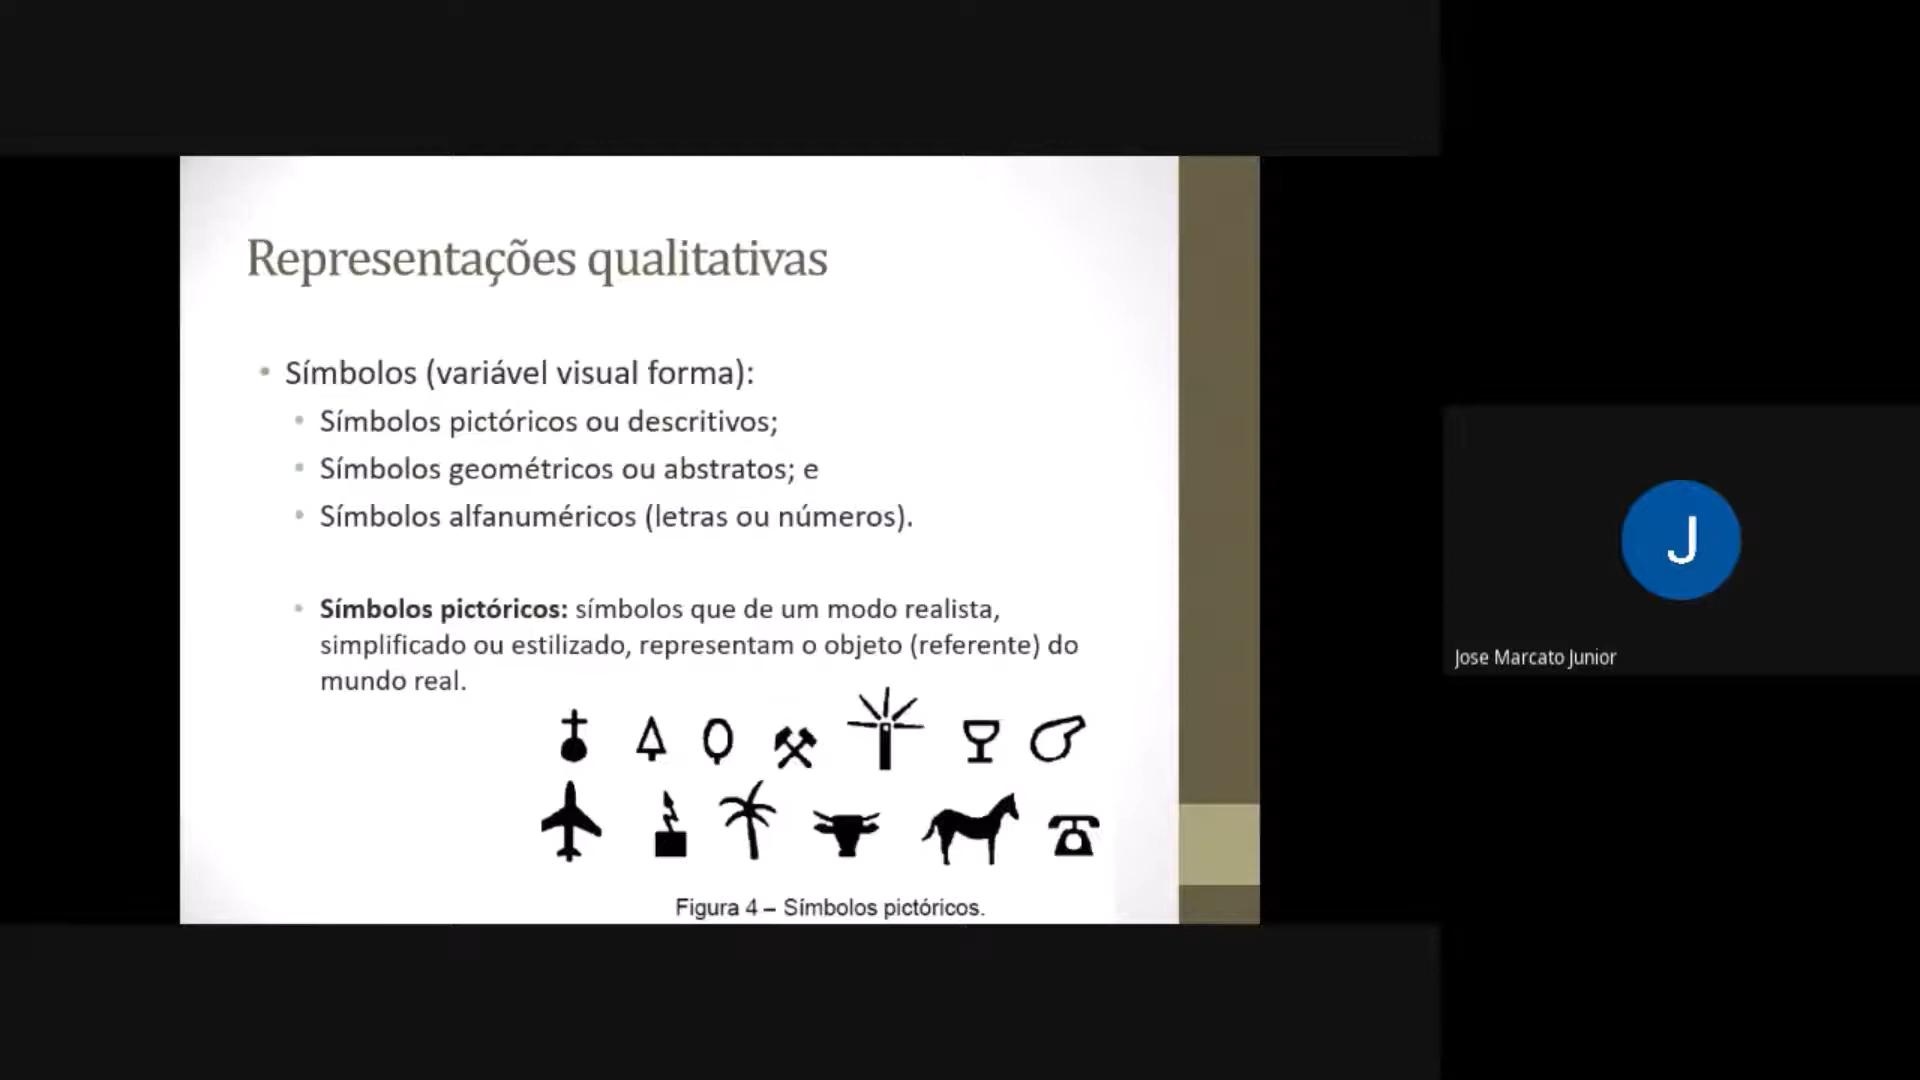 Representações qualitativas
• Símbolos (variável visual forma):
• Símbolos pictóricos ou descritivos;
• Símbolos geométricos ou abstratos; e
• Símbolos alfanuméricos (letras ou números).
• Símbolos pictóricos: símbolos que de um modo realista,
simplificado ou estilizado, representam o objeto (referente) do
mundo real.
Figura 4 – Símbolos pictóricos.
J
Jose Marcato Junior